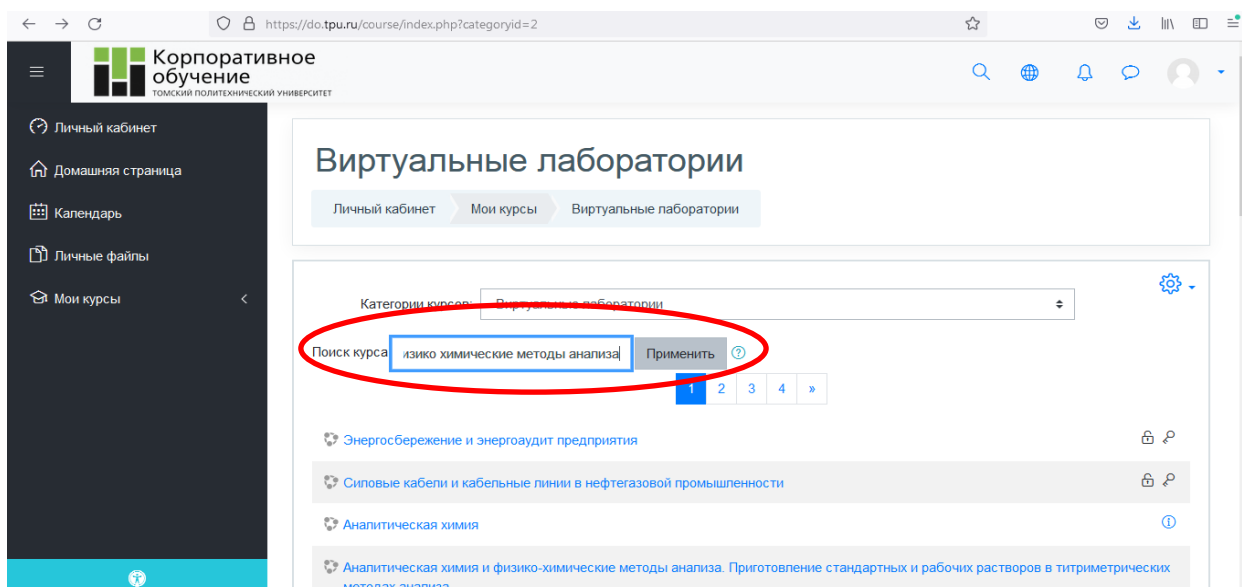 https://do.tpu.ru/course/index.php?categoryid=2
Корпоративное
обучение
ТОМСКИЙ ПОЛИТЕХНИЧЕСКИЙ УНИВЕРСИТЕТ
Личный кабинет
Домашняя страница
Календарь
Личные файлы
Мои курсы
Виртуальные лаборатории
Личный кабинет Мои курсы Виртуальные лаборатории
Категории курсов: Виртуальные лаборатории
Поиск курса изико химические методы анализа Применить
1 2 3 4 »
Энергосбережение и энергоаудит предприятия
Силовые кабели и кабельные линии в нефтегазовой промышленности
Аналитическая химия
Аналитическая химия и физико-химические методы анализа. Приготовление стандартных и рабочих растворов в титриметрических
методах анализа